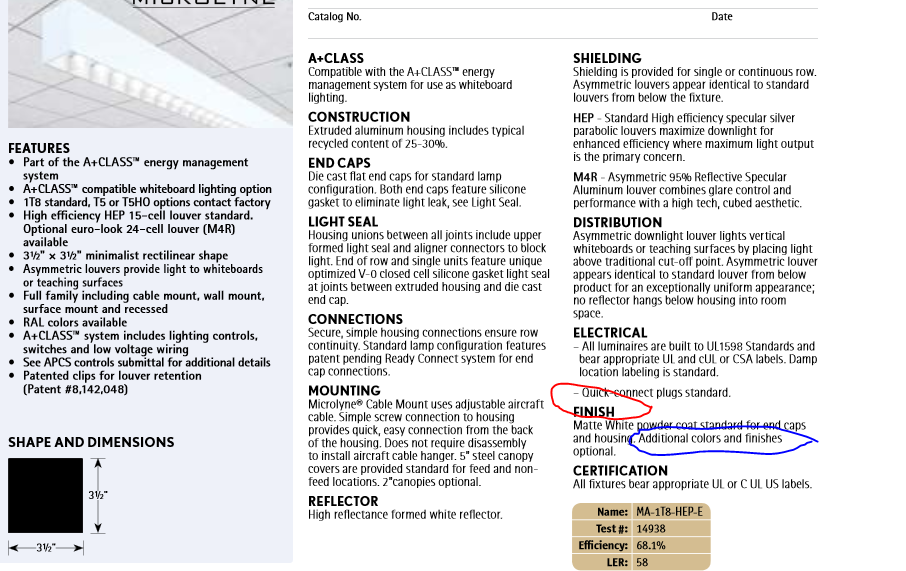 MICROLYNE
Catalog No.
Date
FEATURES
• Part of the A+CLASS™ energy management
system
• A+CLASS™ compatible whiteboard lighting option
• 1T8 standard, T5 or T5HO options contact factory
• High efficiency HEP 15-cell louver standard.
Optional euro-look 24-cell louver (M4R)
available
• 3½" × 3½" minimalist rectilinear shape
• Asymmetric louvers provide light to whiteboards
or teaching surfaces
• Full family including cable mount, wall mount,
surface mount and recessed
• RAL colors available
• A+CLASS™ system includes lighting controls,
switches and low voltage wiring
• See APCS controls submittal for additional details
• Patented clips for louver retention
(Patent #8,142,048)
SHAPE AND DIMENSIONS
3½"
3½"
A+CLASS
Compatible with the A+CLASS™ energy
management system for use as whiteboard
lighting.
CONSTRUCTION
Extruded aluminum housing includes typical
recycled content of 25-30%.
END CAPS
Die cast flat end caps for standard lamp
configuration. Both end caps feature silicone
gasket to eliminate light leak, see Light Seal.
LIGHT SEAL
Housing unions between all joints include upper
formed light seal and aligner connectors to block
light. End of row and single units feature unique
optimized V-0 closed cell silicone gasket light seal
at joints between extruded housing and die cast
end cap.
CONNECTIONS
Secure, simple housing connections ensure row
continuity. Standard lamp configuration features
patent pending Ready Connect system for end
cap connections.
MOUNTING
Microlyne® Cable Mount uses adjustable aircraft
cable. Simple screw connection to housing
provides quick, easy connection from the back
of the housing. Does not require disassembly
to install aircraft cable hanger. 5" steel canopy
covers are provided standard for feed and non-
feed locations. 2"canopies optional.
REFLECTOR
High reflectance formed white reflector.
SHIELDING
Shielding is provided for single or continuous row.
Asymmetric louvers appear identical to standard
louvers from below the fixture.
HEP - Standard High efficiency specular silver
parabolic louvers maximize downlight for
enhanced efficiency where maximum light output
is the primary concern.
M4R - Asymmetric 95% Reflective Specular
Aluminum louver combines glare control and
performance with a high tech, cubed aesthetic.
DISTRIBUTION
Asymmetric downlight louver lights vertical
whiteboards or teaching surfaces by placing light
above traditional cut-off point. Asymmetric louver
appears identical to standard louver from below
product for an exceptionally uniform appearance;
no reflector hangs below housing into room
space.
ELECTRICAL
– All luminaires are built to UL1598 Standards and
bear appropriate UL and cUL or CSA labels. Damp
location labeling is standard.
– Quick-connect plugs standard.
FINISH
Matte White powder coat standard for end caps
and housing. Additional colors and finishes
optional.
CERTIFICATION
All fixtures bear appropriate UL or C UL US labels.
Name: MA-1T8-HEP-E
Test #: 14938
Efficiency: 68.1%
LER: 58